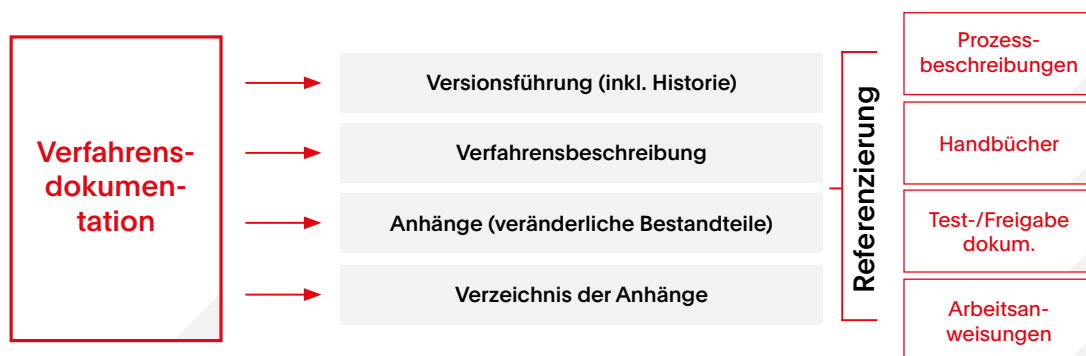 Verfahrens-
dokumen-
tation
Versionsführung (inkl. Historie)
Verfahrensbeschreibung
Anhänge (veränderliche Bestandteile)
Verzeichnis der Anhänge
Referenzierung
Prozess-
beschreibungen
Handbücher
Test-/Freigabe
dokum.
Arbeitsan-
weisungen